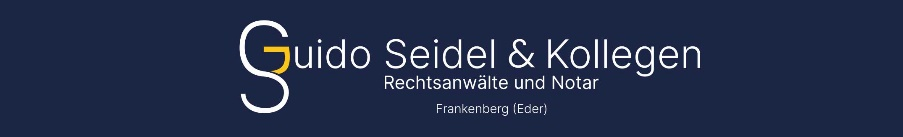 Guido Seidel & Kollegen
Rechtsanwälte und Notar
Frankenberg (Eder)